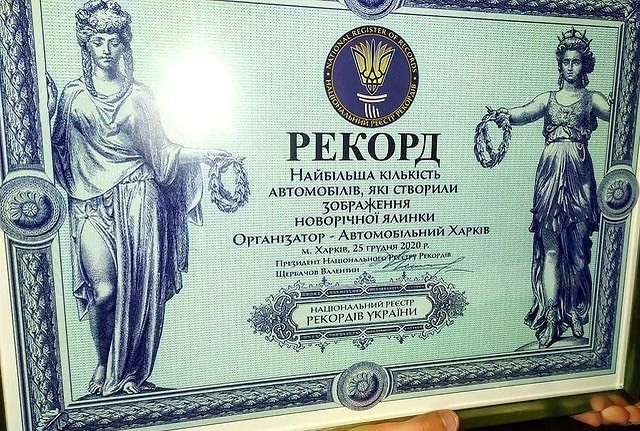 NATIONAL REGISTER OF RECORDS
НАЦІОНАЛЬНИЙ РЕЄСТР РЕКОРДІВ
РЕКОРД
НАЙБІЛЬША КІЛЬКІСТЬ
АВТОМОБІЛІВ, ЯКІ СТВОРИЛИ
ЗОБРАЖЕННЯ
НОВОРІЧНОЇ ЯЛИНКИ
ОРГАНІЗАТОР - АВТОМОБІЛЬНИЙ ХАРКІВ
М. ХАРКІВ, 25 ГРУДНЯ 2020 Р.
ПРЕЗИДЕНТ НАЦІОНАЛЬНОГО РЕЄСТРУ РЕКОРДІВ
ЩЕРБАЧОВ ВАЛЕНТИН
НАЦІОНАЛЬНИЙ РЕЄСТР
РЕКОРДІВ УКРАЇНИ